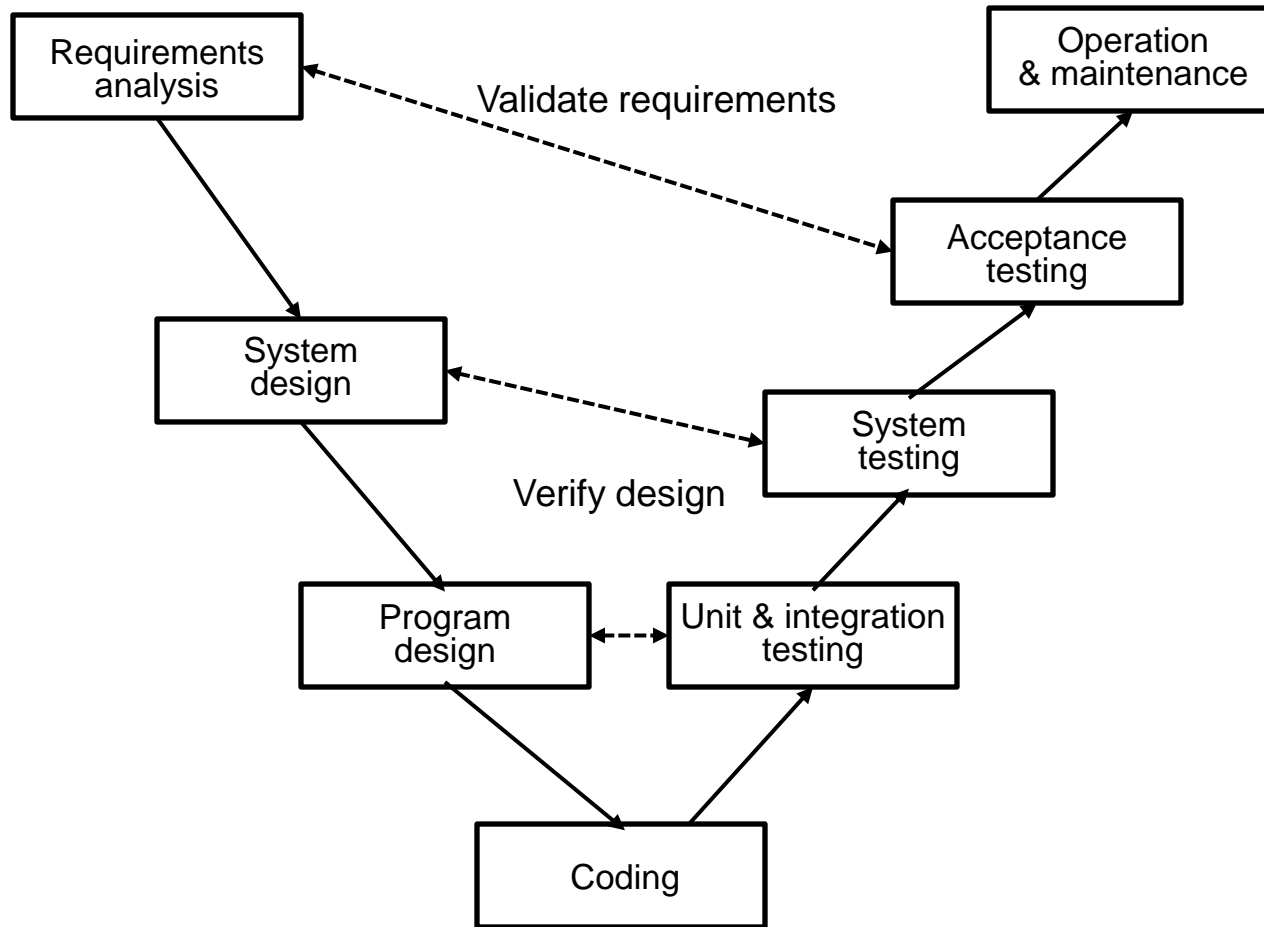 Requirements
analysis
Operation
& maintenance
Validate requirements
Acceptance
testing
System
design
System
testing
Verify design
Program
design
Unit & integration
testing
Coding